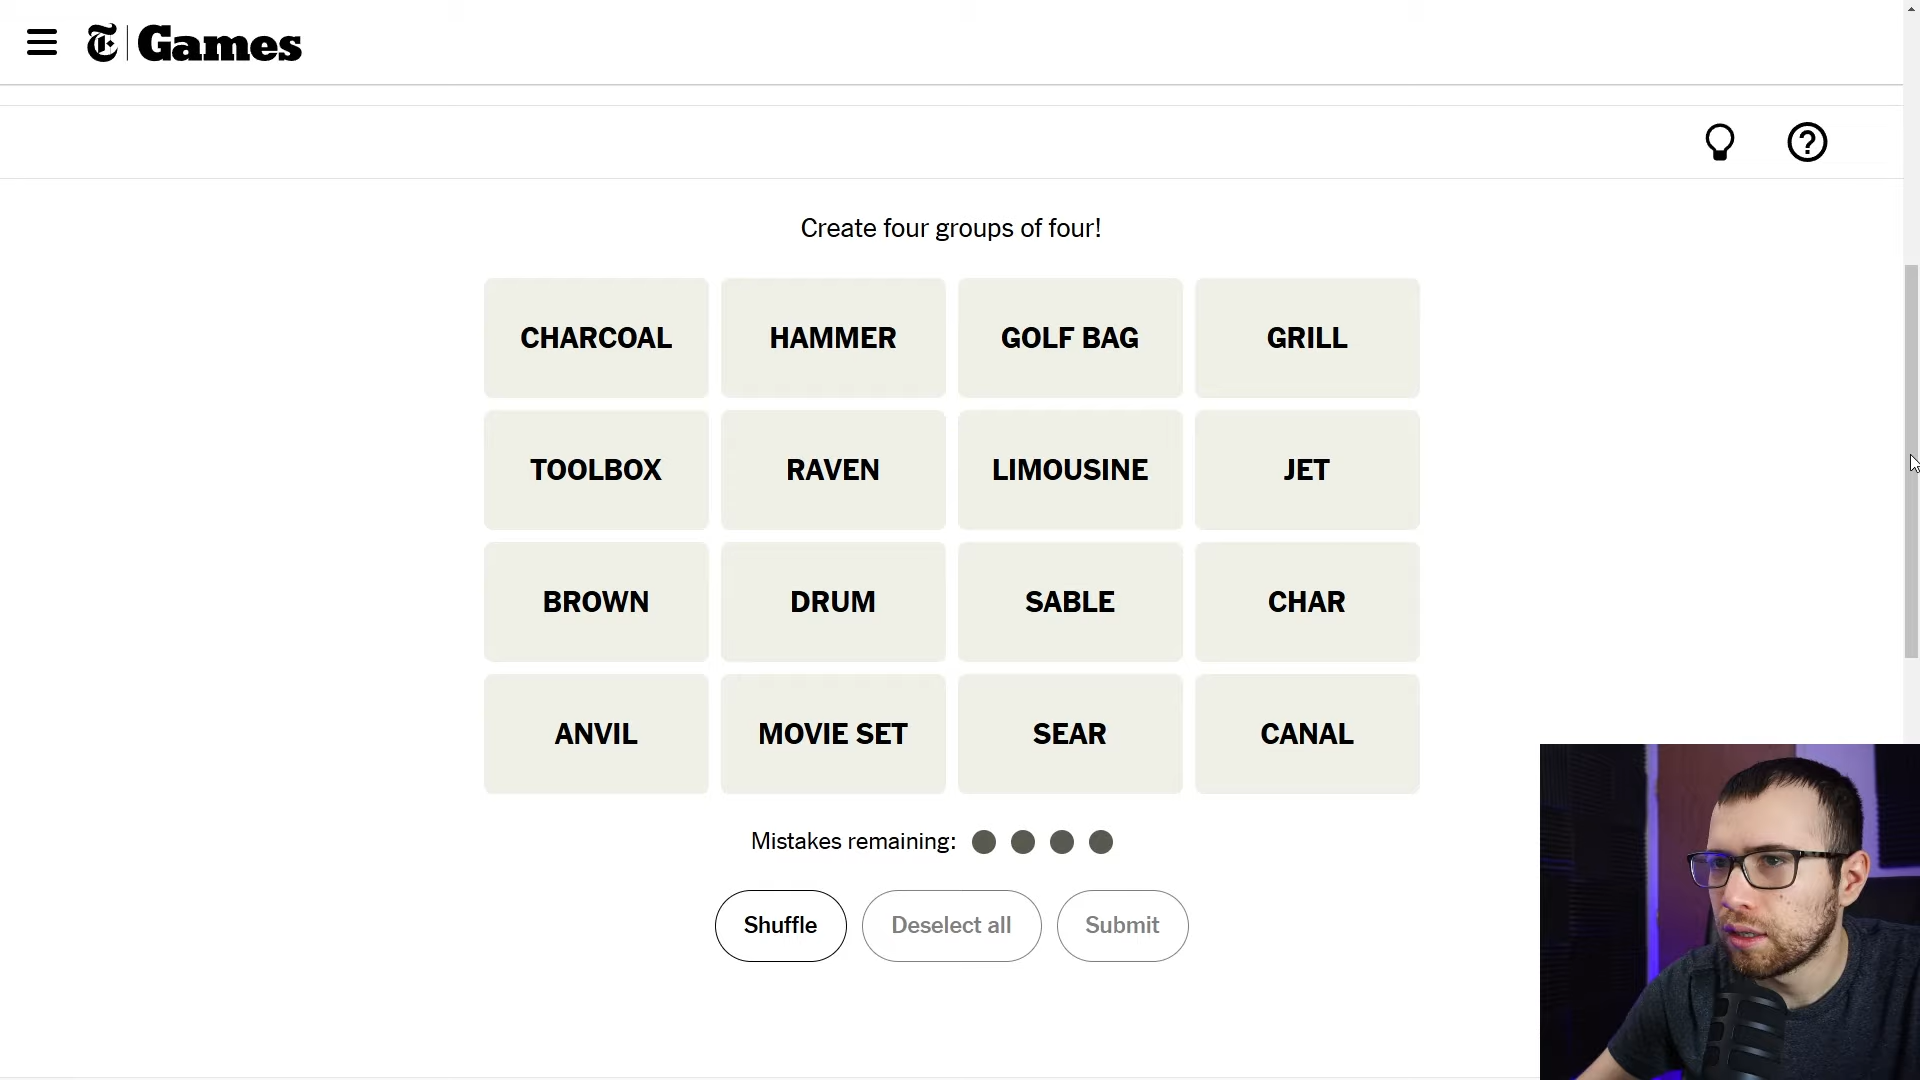 Games
Create four groups of four!
CHARCOAL HAMMER GOLF BAG GRILL
TOOLBOX RAVEN LIMOUSINE JET
BROWN DRUM SABLE CHAR
ANVIL MOVIE SET SEAR CANAL
Mistakes remaining:
Shuffle Deselect all Submit